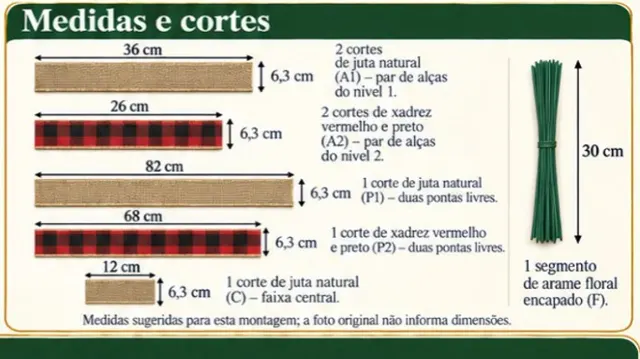 Medidas e cortes
36 cm
6,3 cm
2 cortes
de juta natural
(A1) – par de alças
do nivel 1.
26 cm
6,3 cm
2 cortes de xadrez
vermelho e preto
(A2) – par de alças
do nivel 2.
82 cm
6,3 cm
1 corte de juta natural
(P1) – duas pontas livres.
68 cm
6,3 cm
1 corte de xadrez vermelho
e preto (P2) – duas pontas livres.
12 cm
6,3 cm
1 corte de juta natural
(C) – faixa central.
30 cm
1 segmento
de arame floral
encapado (F).
Medidas sugeridas para esta montagem; a foto original não informa dimensões.